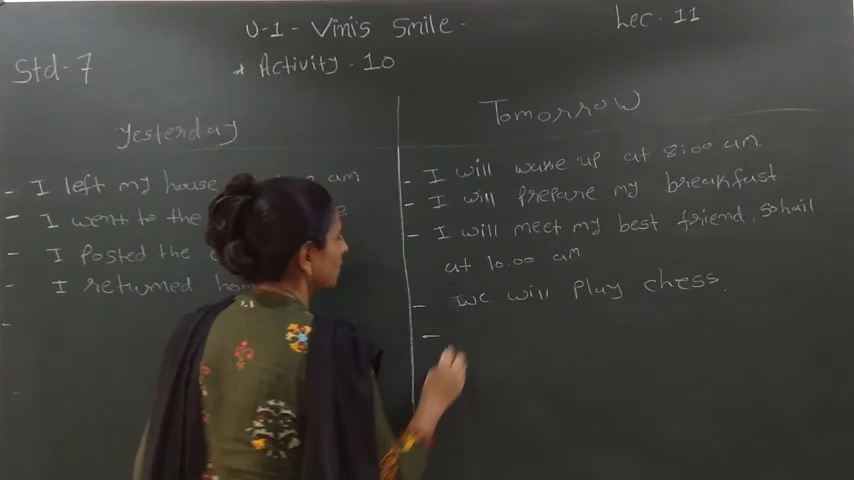 U-1 - Vini's Smile -
Lec. 11
Std-7
* Activity. 10
Yesterday
- I left my house am
- I went to the
- I Posted the
- I returned
-
Tomorrow
- I will wake up at 8:00 am.
- I will prepare my breakfast
- I will meet my best friend, Sohail
at 10.00 am
- We will Play chess.
-